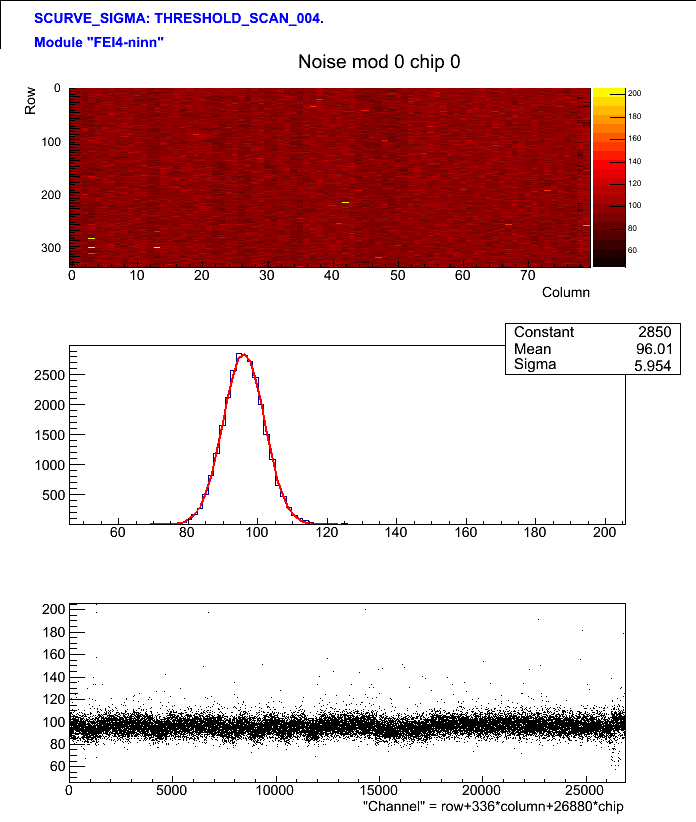 SCURVE_SIGMA: THRESHOLD_SCAN_004.
Module "FEI4-ninn"
Noise mod 0 chip 0
Row
0
100
200
300
0 10 20 30 40 50 60 70
Column
200
180
160
140
120
100
80
60
Constant 2850
Mean 96.01
Sigma 5.954
2500
2000
1500
1000
500
60 80 100 120 140 160 180 200
200
180
160
140
120
100
80
60
0 5000 10000 15000 20000 25000
"Channel" = row+336*column+26880*chip